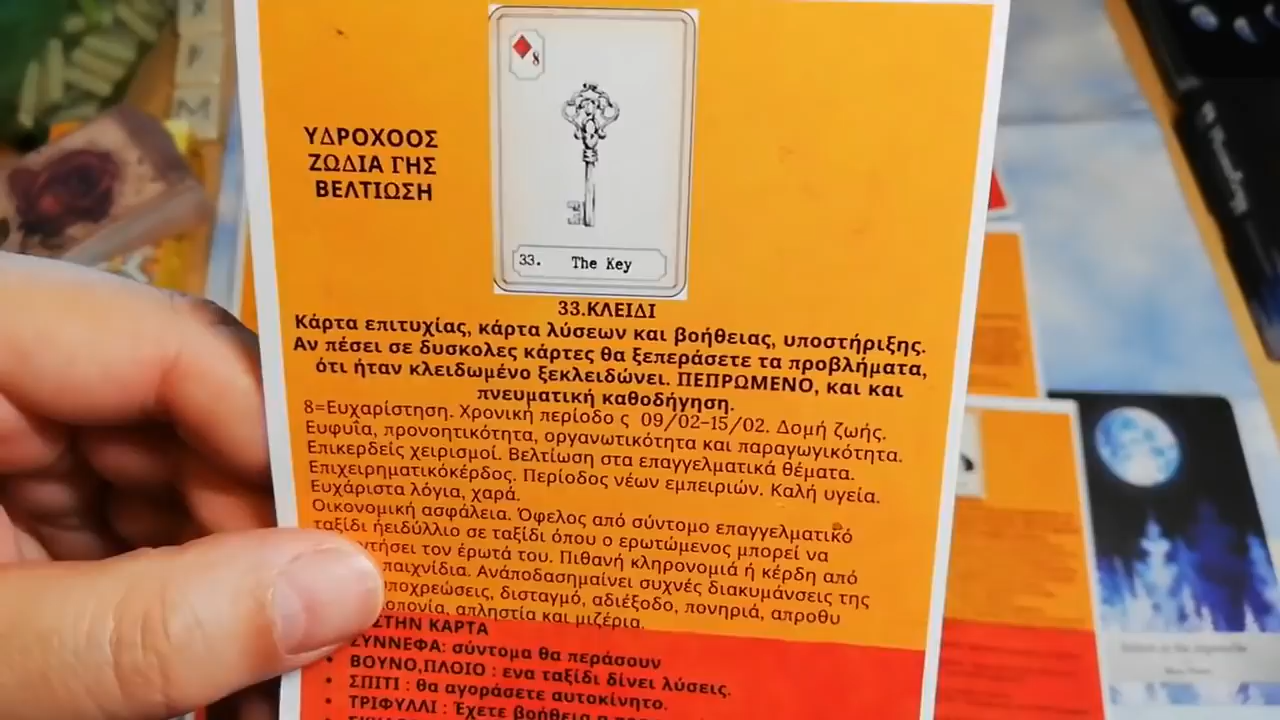 8
33. The Key
ΥΔΡΟΧΟΟΣ
ΖΩΔΙΑ ΓΗΣ
ΒΕΛΤΙΩΣΗ
33.ΚΛΕΙΔΙ
Κάρτα επιτυχίας, κάρτα λύσεων και βοήθειας, υποστήριξης.
Αν πέσει σε δυσκολες κάρτες θα ξεπεράσετε τα προβλήματα,
ότι ήταν κλειδωμένο ξεκλειδώνει. ΠΕΠΡΩΜΕΝΟ, και και
πνευματική καθοδήγηση.
8=Ευχαρίστηση. Χρονική περίοδο ς 09/02-15/02. Δομή ζωής.
Ευφυΐα, προνοητικότητα, οργανωτικότητα και παραγωγικότητα.
Επικερδείς χειρισμοί. Βελτίωση στα επαγγελματικά θέματα.
Επιχειρηματικόκέρδος. Περίοδος νέων εμπειριών. Καλή υγεία.
Ευχάριστα λόγια, χαρά.
Οικονομική ασφάλεια. Όφελος από σύντομο επαγγελματικό
ταξίδι ήειδύλλιο σε ταξίδι όπου ο ερωτώμενος μπορεί να
τον έρωτά του. Πιθανή κληρονομιά ή κέρδη από
παιχνίδια. Ανάποδασημαίνει συχνές διακυμάνσεις της
υποχρεώσεις, δισταγμό, αδιέξοδο, πονηριά, απροθυ
απληστία και μιζέρια.
ΣΤΗΝ ΚΑΡΤΑ
ΣΥΝΝΕΦΑ: σύντομα θα περάσουν
• ΒΟΥΝΟ,ΠΛΟΙΟ : ενα ταξίδι δίνει λύσεις.
• ΣΠΙΤΙ : θα αγοράσετε αυτοκίνητο.
• ΤΡΙΦΥΛΛΙ : Έχετε βοήθεια